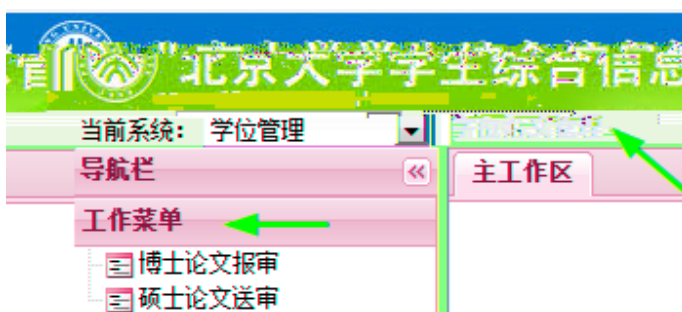 北京大学学生综合信息
当前系统: 学位管理
导航栏
主工作区
工作菜单
博士论文报审
硕士论文送审